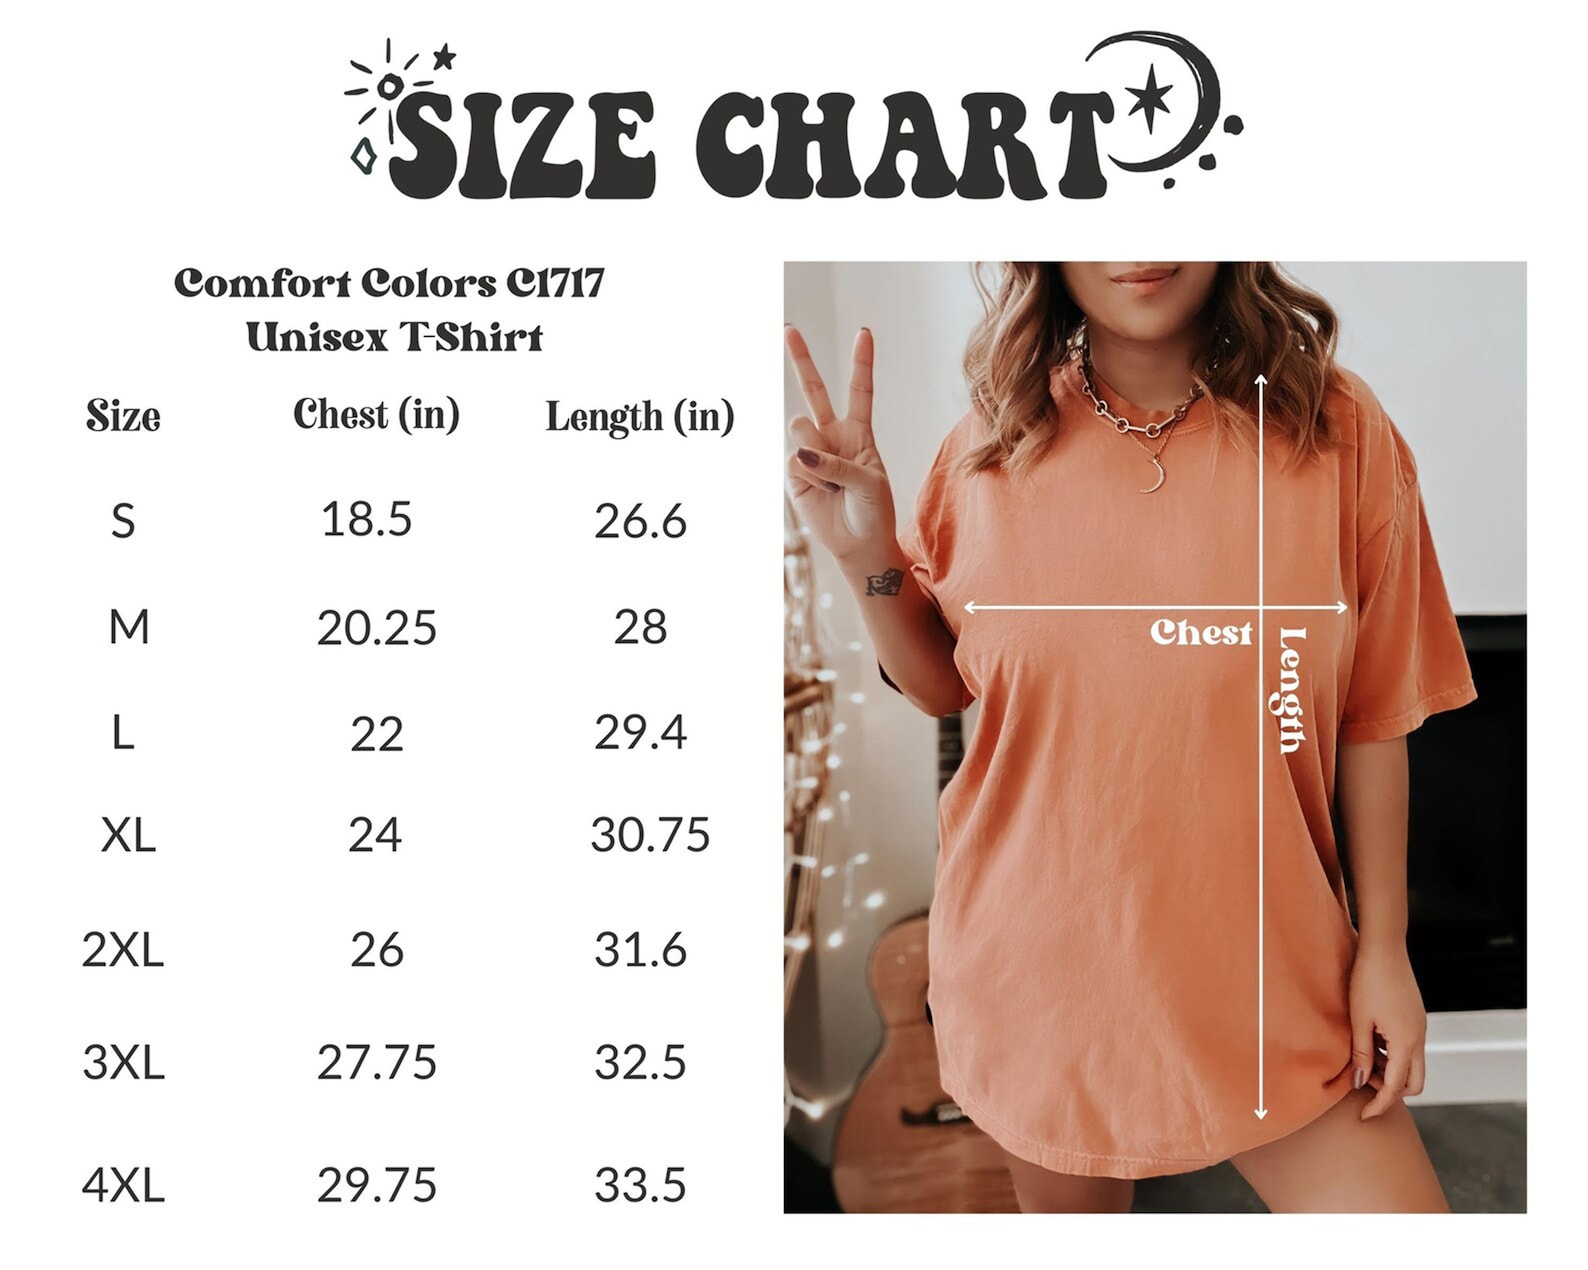 SIZE CHART
Comfort Colors C1717
Unisex T-Shirt
Size Chest (in) Length (in)
S 18.5 26.6
M 20.25 28
L 22 29.4
XL 24 30.75
2XL 26 31.6
3XL 27.75 32.5
4XL 29.75 33.5
Chest
Length